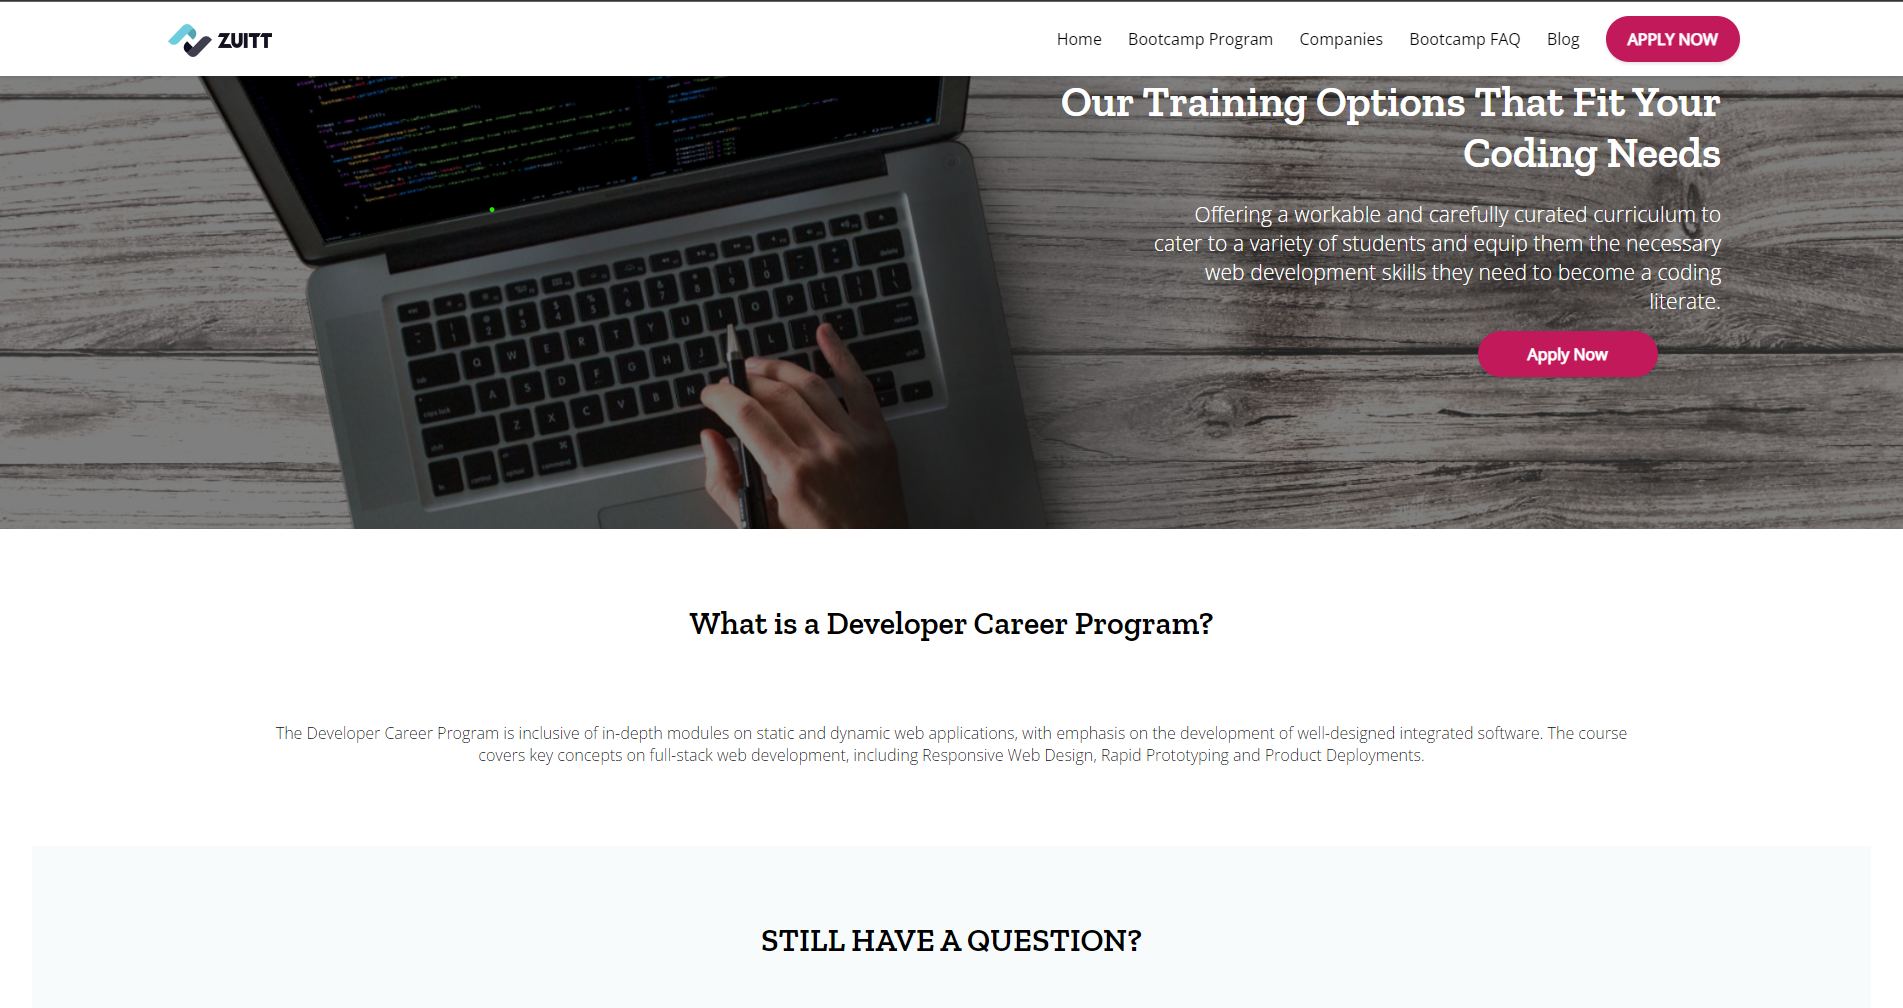 ZUITT
Home
Bootcamp Program
Companies
Bootcamp FAQ
Blog
APPLY NOW
Our Training Options That Fit Your
Coding Needs
Offering a workable and carefully curated curriculum to
cater to a variety of students and equip them the necessary
web development skills they need to become a coding
literate.
Apply Now
What is a Developer Career Program?
The Developer Career Program is inclusive of in-depth modules on static and dynamic web applications, with emphasis on the development of well-designed integrated software. The course
covers key concepts on full-stack web development, including Responsive Web Design, Rapid Prototyping and Product Deployments.
STILL HAVE A QUESTION?